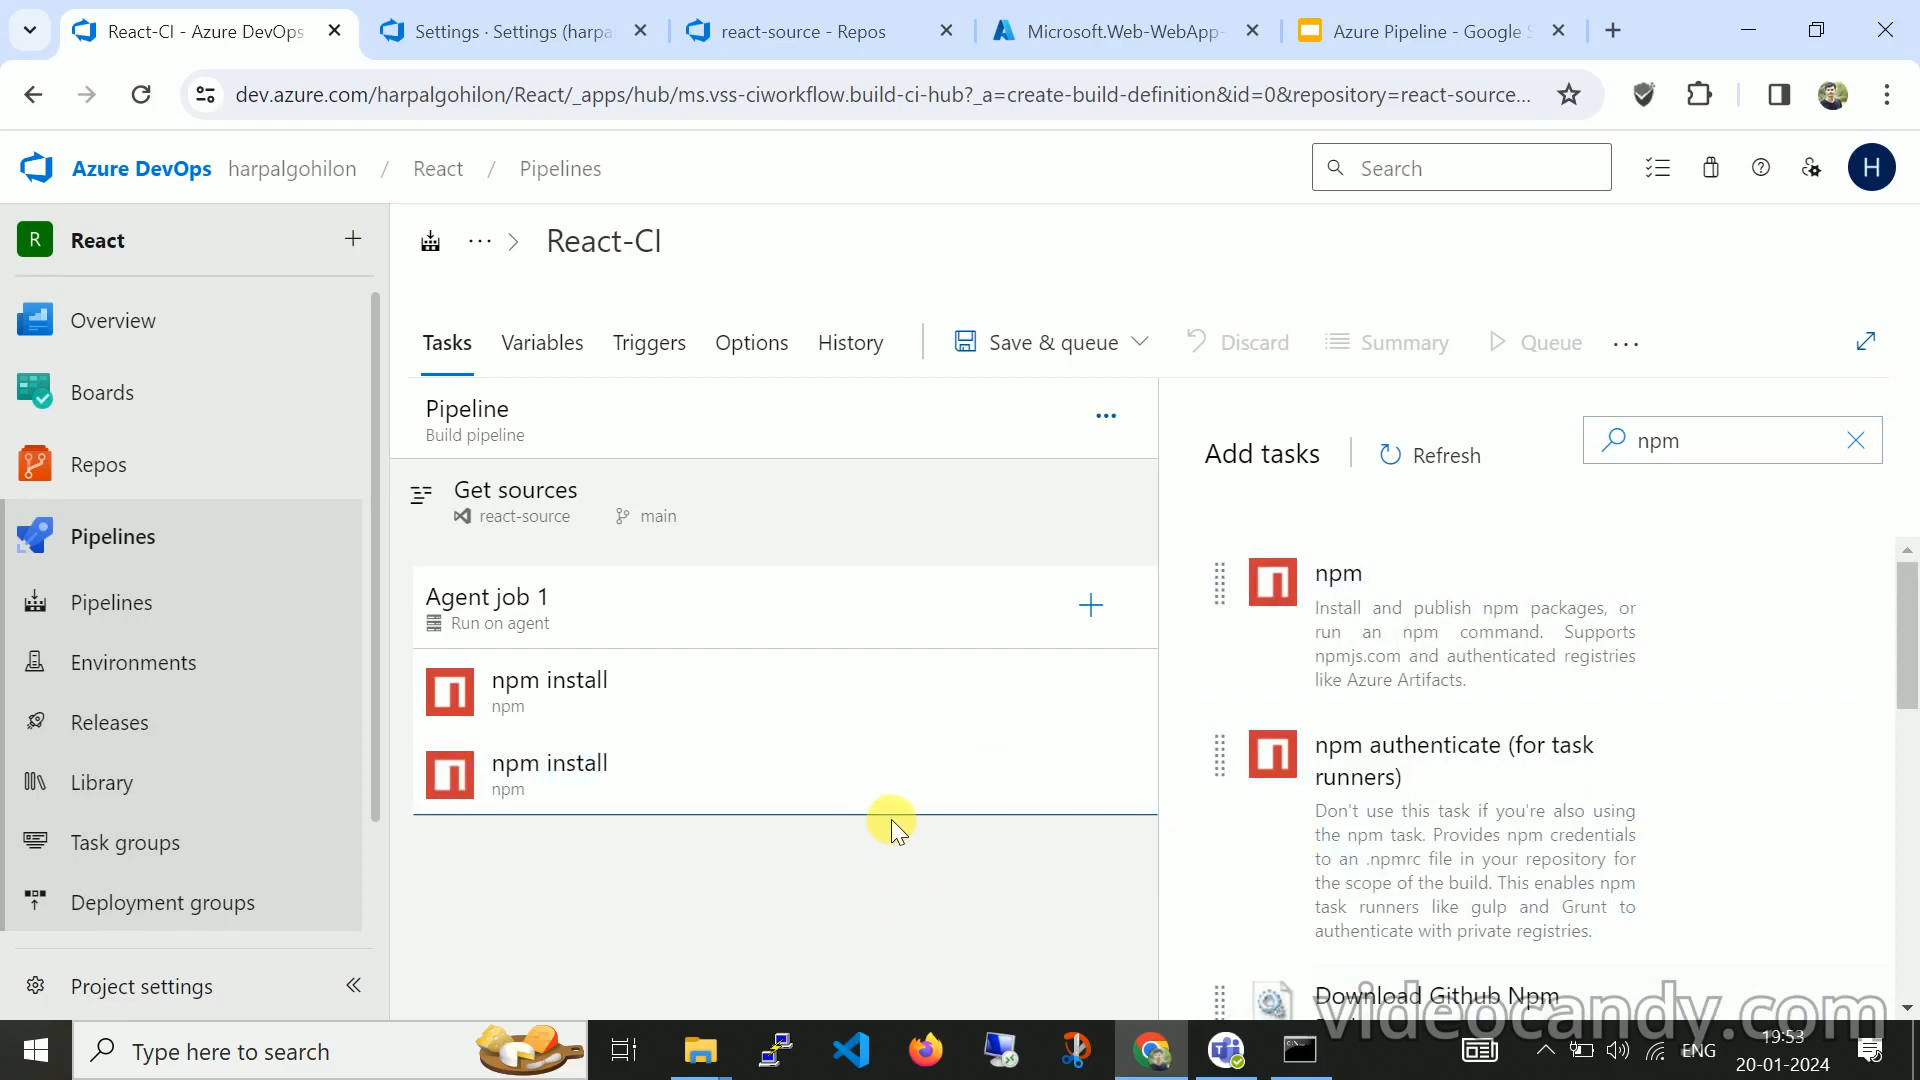 React-CI - Azure DevOps
Settings · Settings (harpa
react-source - Repos
Microsoft.Web-WebApp-
Azure Pipeline - Google S
dev.azure.com/harpalgohilon/React/_apps/hub/ms.vss-ciworkflow.build-ci-hub?_a=create-build-definition&id=0&repository=react-source...
Azure DevOps harpalgohilon / React / Pipelines
Search
H
R React
React-CI
Overview
Boards
Repos
Pipelines
Pipelines
Environments
Releases
Library
Task groups
Deployment groups
Project settings
Tasks Variables Triggers Options History Save & queue Discard Summary Queue
Pipeline
Build pipeline
Get sources
react-source main
Agent job 1
Run on agent
npm install
npm
npm install
npm
Add tasks
Refresh
npm
npm
Install and publish npm packages, or
run an npm command. Supports
npmjs.com and authenticated registries
like Azure Artifacts.
npm authenticate (for task
runners)
Don't use this task if you're also using
the npm task. Provides npm credentials
to an .npmrc file in your repository for
the scope of the build. This enables npm
task runners like gulp and Grunt to
authenticate with private registries.
Download Github Npm
videocandy.com
Type here to search
ENG
19:53
20-01-2024